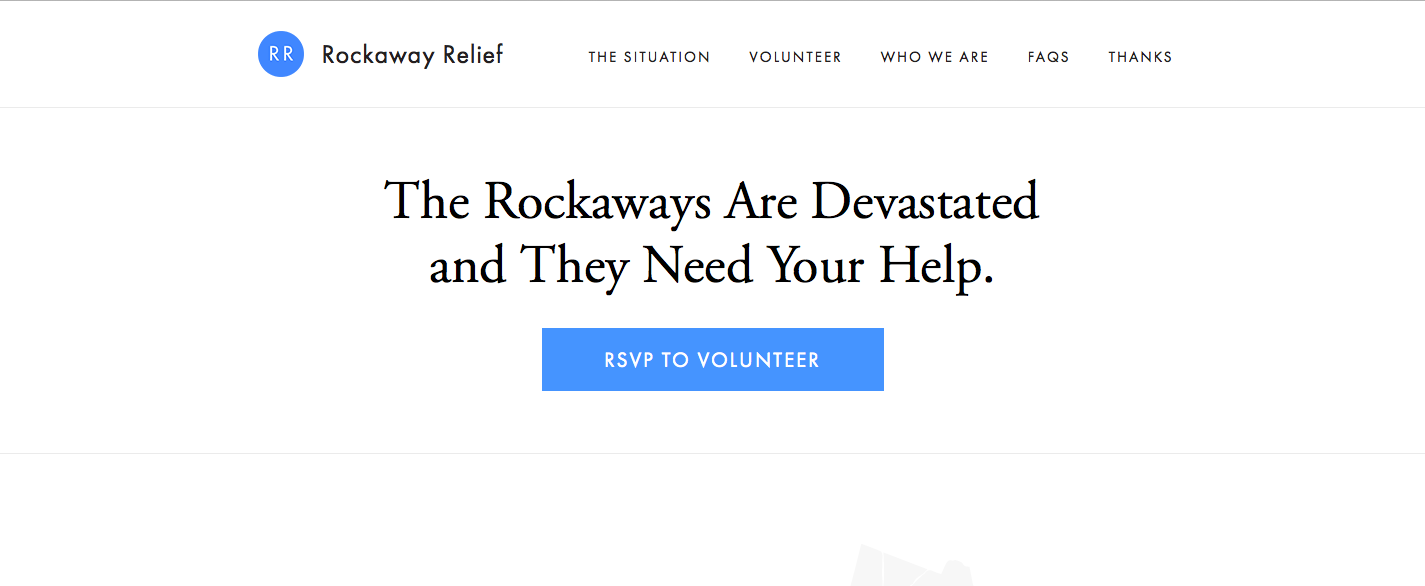 RR
Rockaway Relief
THE SITUATION
VOLUNTEER
WHO WE ARE
FAQS
THANKS
The Rockaways Are Devastated
and They Need Your Help.
RSVP TO VOLUNTEER